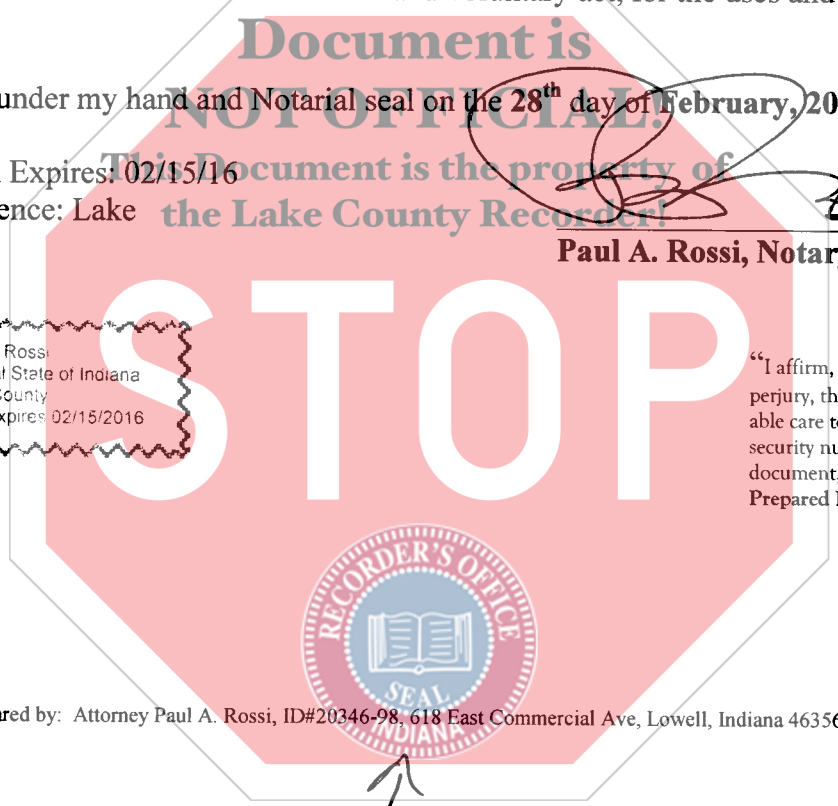 Document is
under my hand and Notarial seal on the 28th day of February, 20
NOT OFFICIAL!
Expires: 02/15/16
This Document is the property of
ence: Lake
the Lake County Recorder!
Paul A. Rossi, Notar
STOP
Rossi
State of Indiana
County
xpires 02/15/2016
“I affirm,
perjury, th
able care t
security nu
document,
Prepared
RECORDER'S OFFICE
SEAL
INDIANA
ared by: Attorney Paul A. Rossi, ID#20346-98, 618 East Commercial Ave, Lowell, Indiana 46356